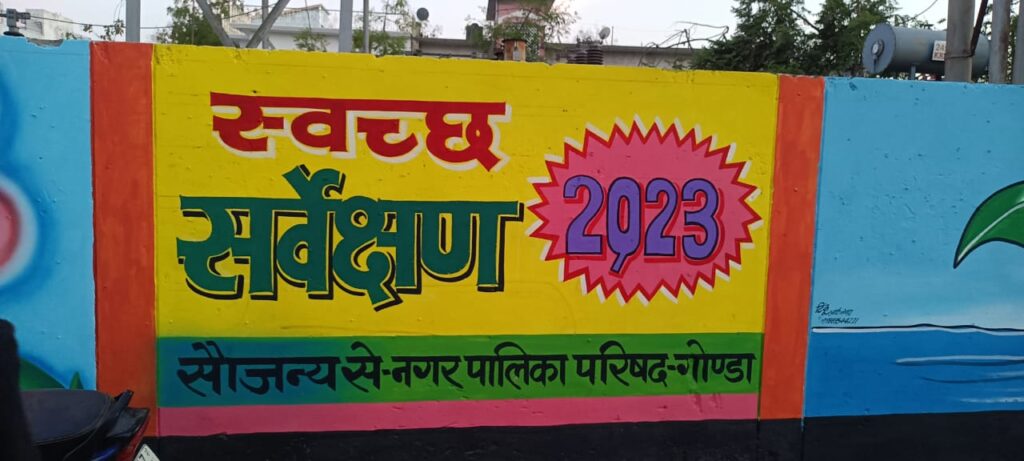 स्वच्छ
सर्वेक्षण
2023
सौजन्य से-नगर पालिका परिषद-गोण्डा